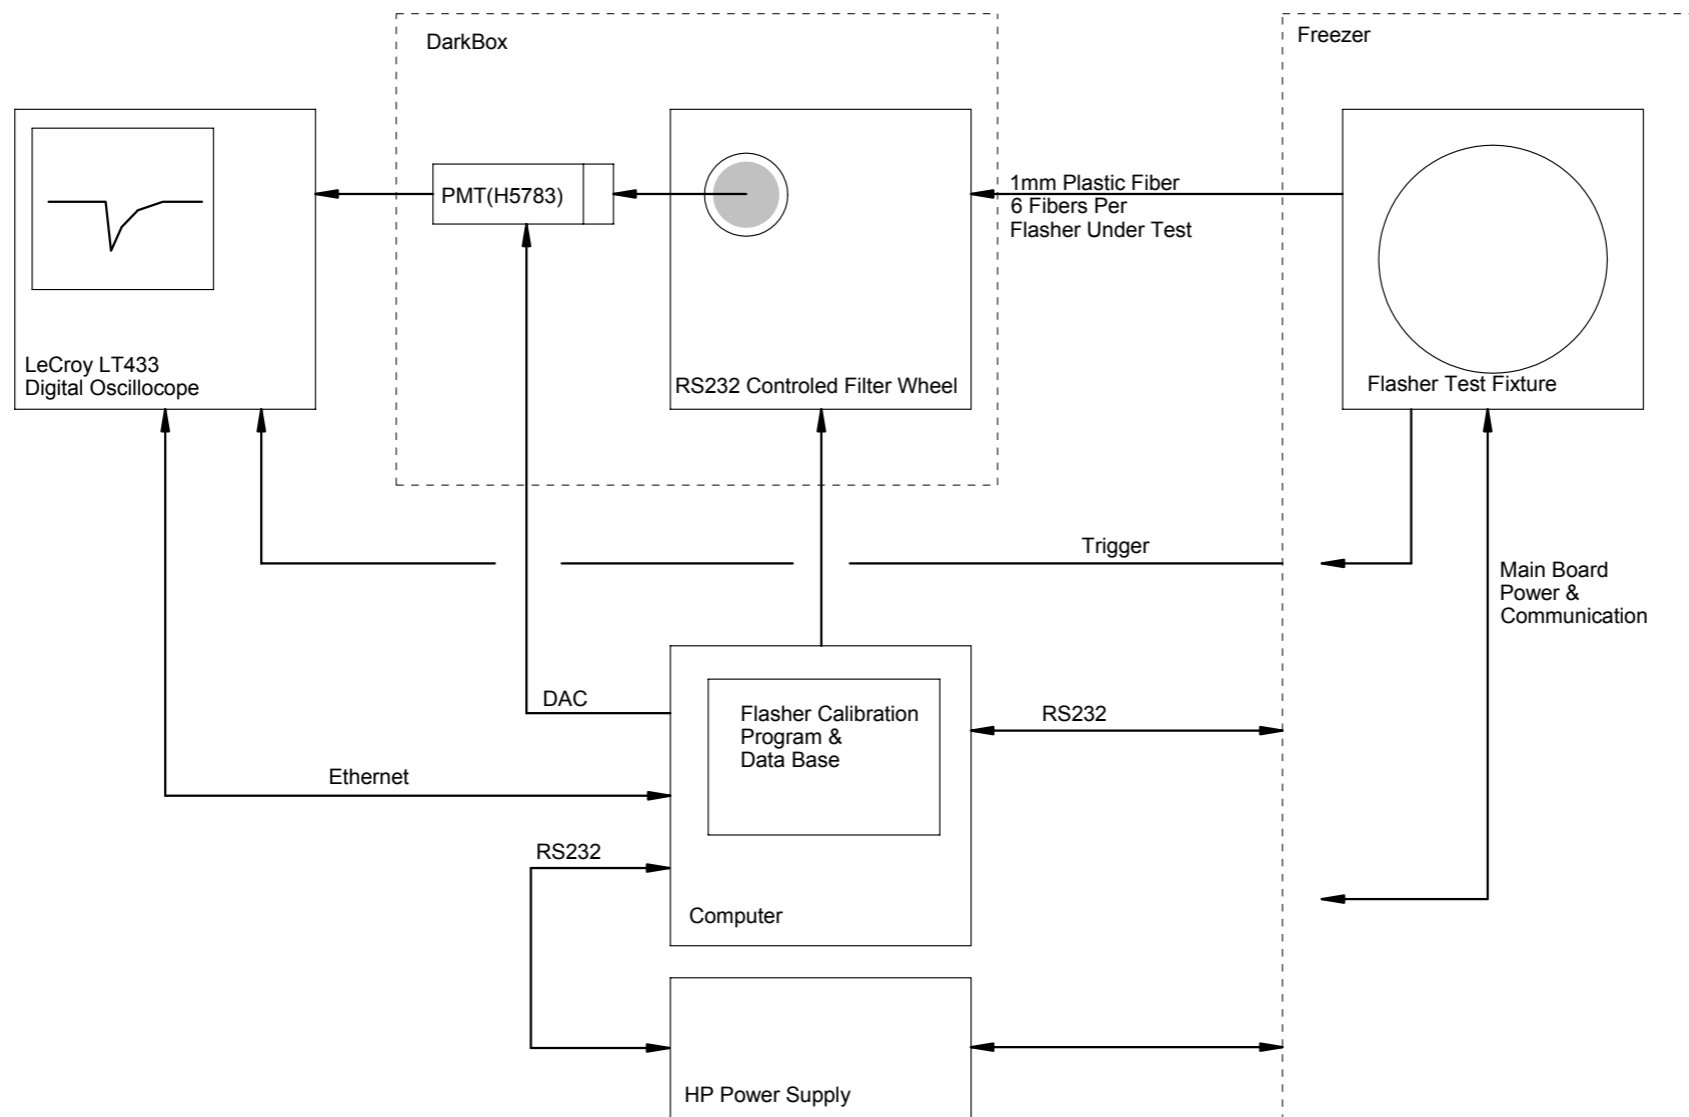 DarkBox
Freezer
PMT(H5783)
1mm Plastic Fiber
6 Fibers Per
Flasher Under Test
LeCroy LT433
Digital Oscillocope
RS232 Controled Filter Wheel
Flasher Test Fixture
Trigger
Main Board
Power &
Communication
DAC
Flasher Calibration
Program &
Data Base
RS232
Ethernet
RS232
Computer
HP Power Supply